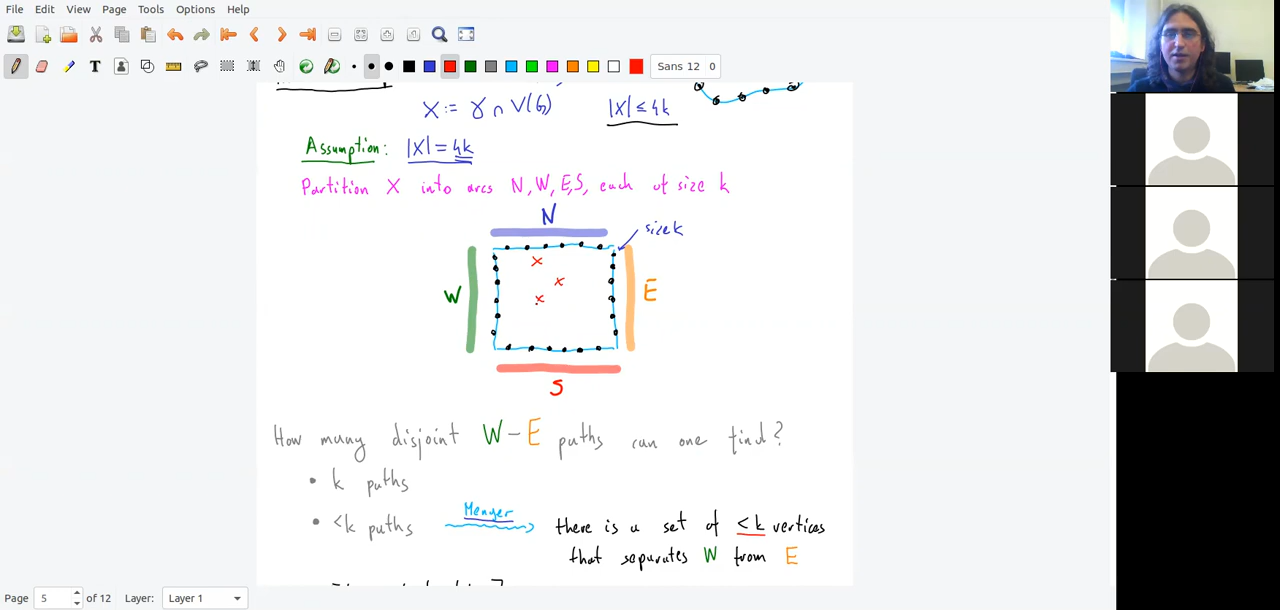 File Edit View Page Tools Options Help
Sans 12 0
X := γ ∩ V(G) |X| ≤ 4k
Assumption: |X| = 4k
Partition X into arcs N, W, E, S, each of size k
N
size k
W
E
S
How many disjoint W-E paths can one find?
• k paths
• <k paths
Menger
there is a set of <k vertices
that separates W from E
Page 5 of 12 Layer: Layer 1